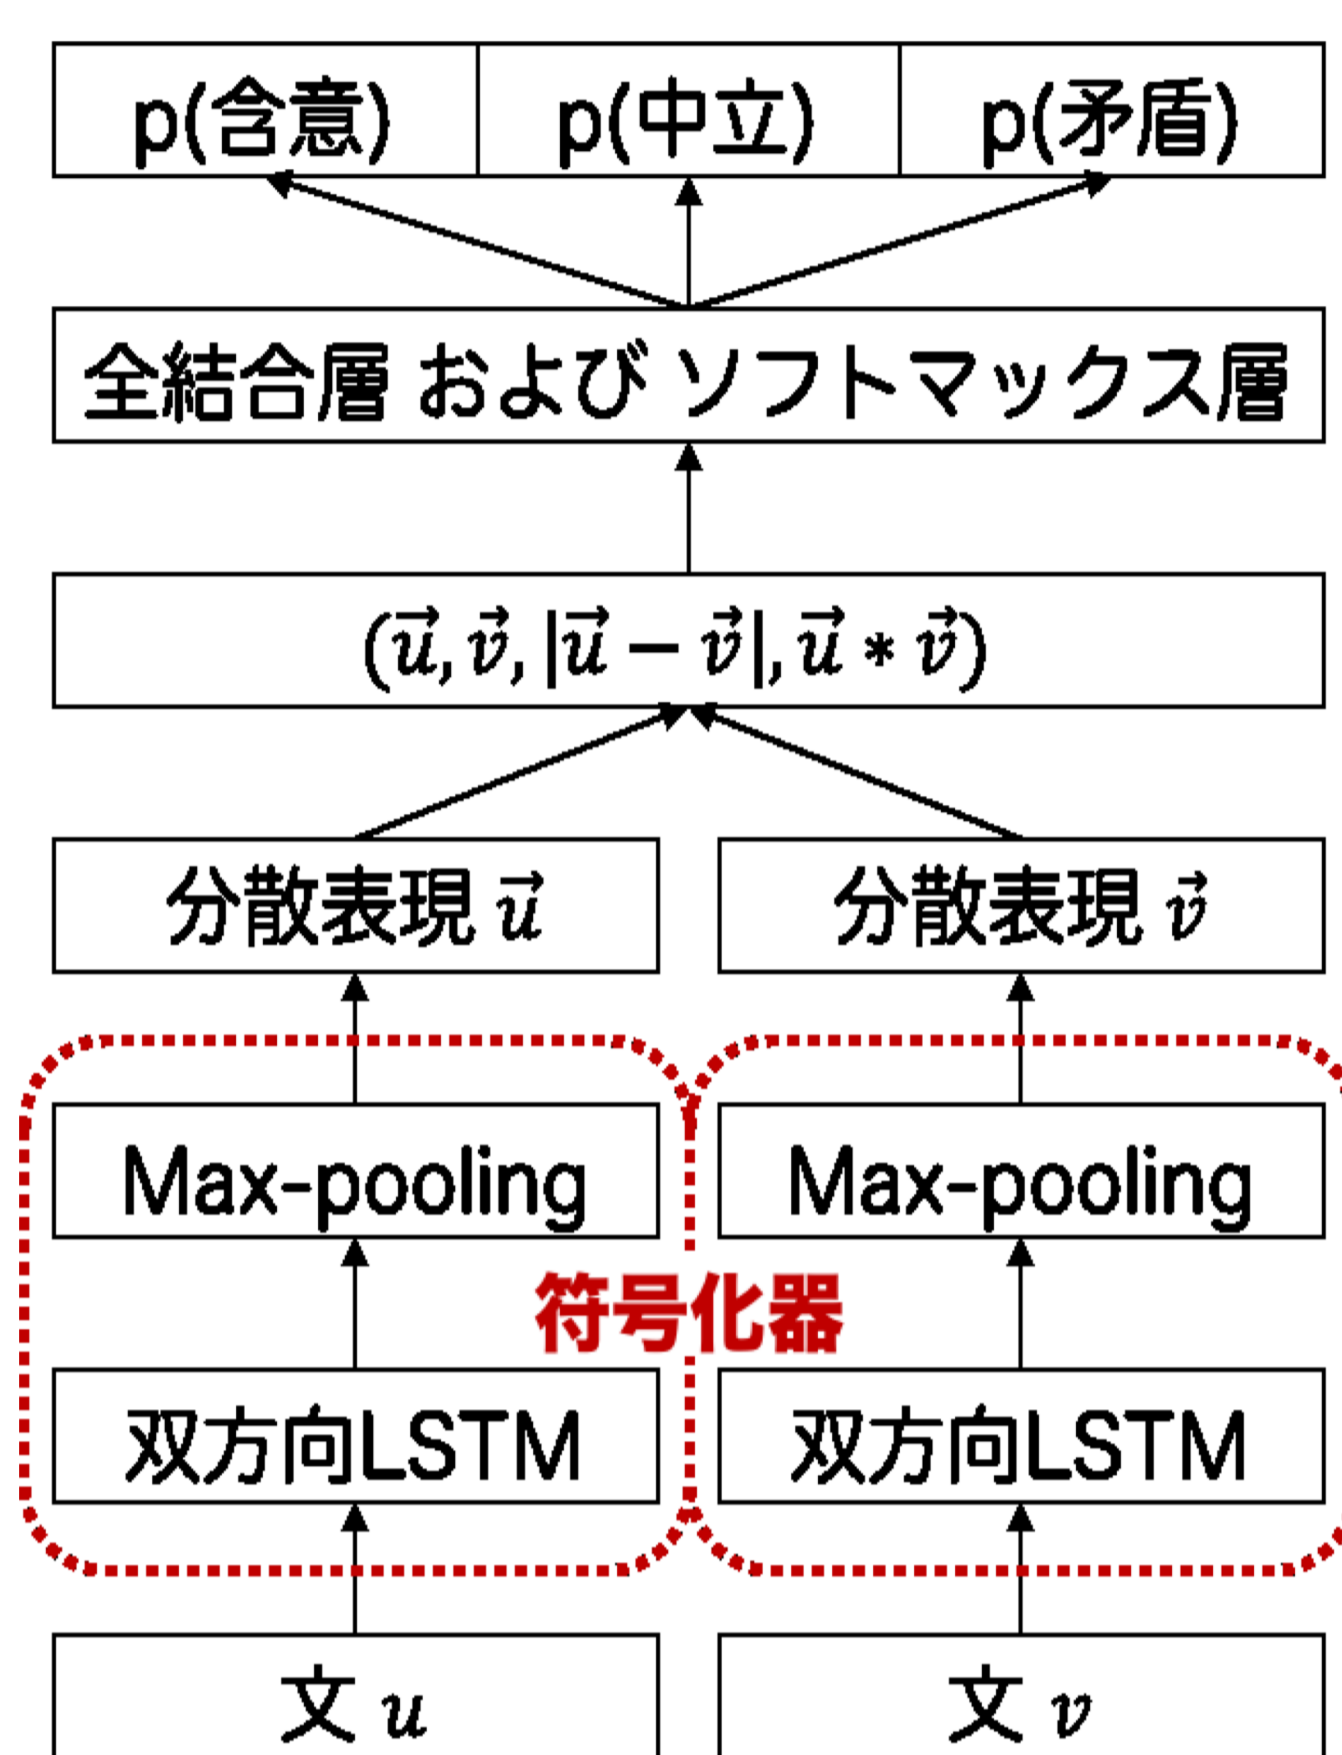 p(含意) p(中立) p(矛盾)
全結合層 および ソフトマックス層
(u⃗, v⃗, |u⃗ − v⃗|, u⃗ * v⃗)
分散表現 u⃗ 分散表現 v⃗
Max-pooling Max-pooling
符号化器
双方向LSTM 双方向LSTM
文 u 文 v